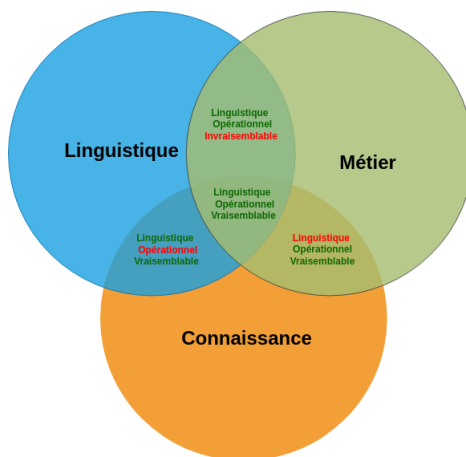 Linguistique
Opérationnel
Invraisemblable
Linguistique
Métier
Linguistique
Opérationnel
Vraisemblable
Linguistique
Opérationnel
Vraisemblable
Linguistique
Opérationnel
Vraisemblable
Connaissance